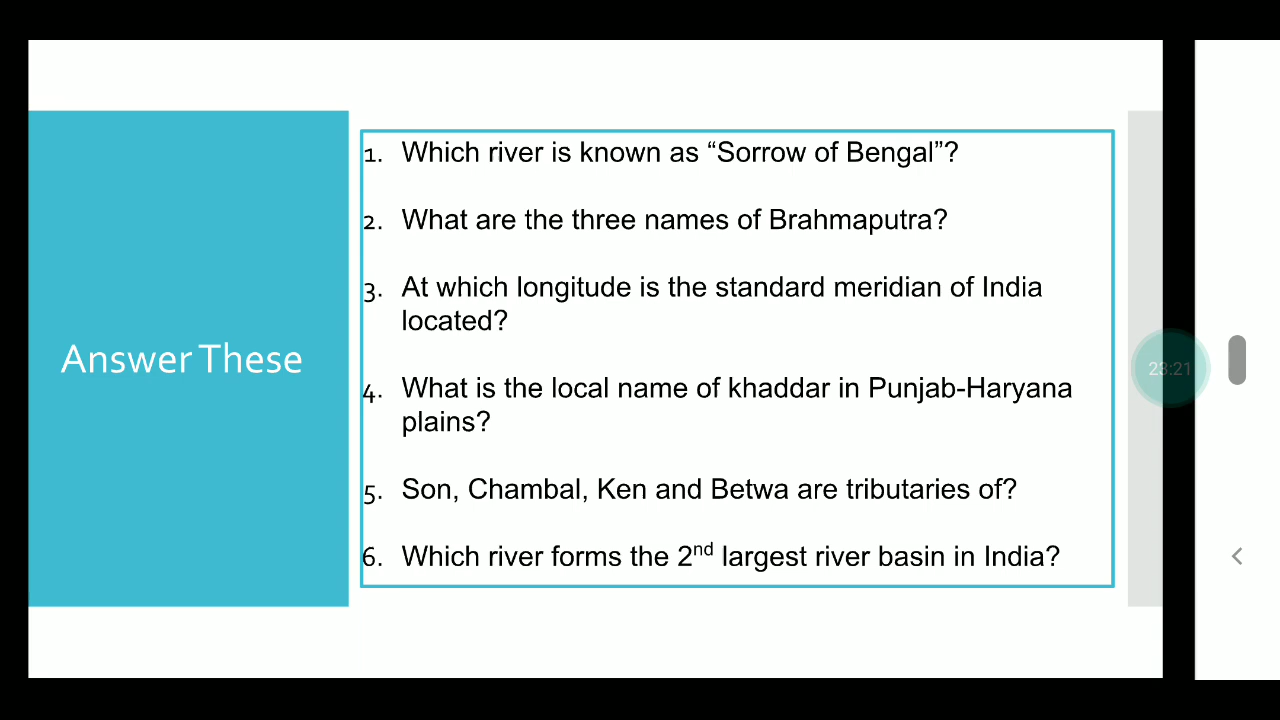 Answer These
1. Which river is known as “Sorrow of Bengal”?
2. What are the three names of Brahmaputra?
3. At which longitude is the standard meridian of India
located?
4. What is the local name of khaddar in Punjab-Haryana
plains?
5. Son, Chambal, Ken and Betwa are tributaries of?
6. Which river forms the 2nd largest river basin in India?
23:21